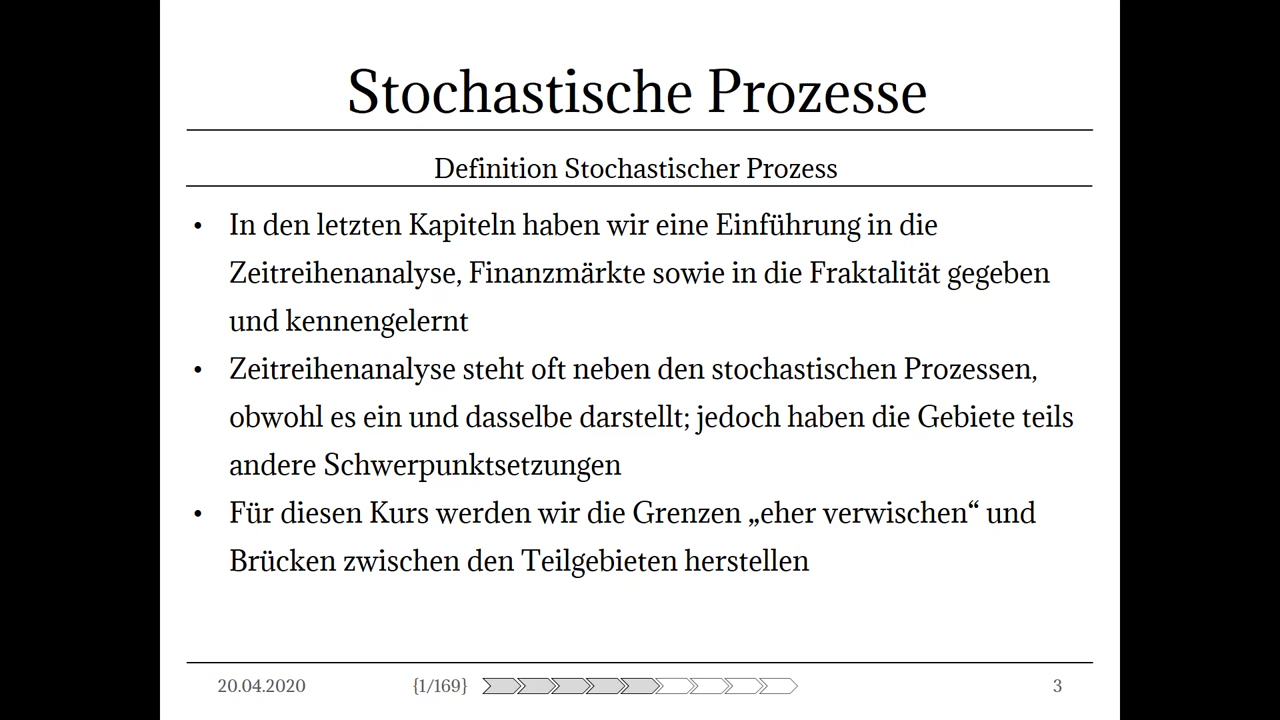 Stochastische Prozesse
Definition Stochastischer Prozess
• In den letzten Kapiteln haben wir eine Einführung in die
Zeitreihenanalyse, Finanzmärkte sowie in die Fraktalität gegeben
und kennengelernt
• Zeitreihenanalyse steht oft neben den stochastischen Prozessen,
obwohl es ein und dasselbe darstellt; jedoch haben die Gebiete teils
andere Schwerpunktsetzungen
• Für diesen Kurs werden wir die Grenzen „eher verwischen“ und
Brücken zwischen den Teilgebieten herstellen
20.04.2020 {1/169} 3